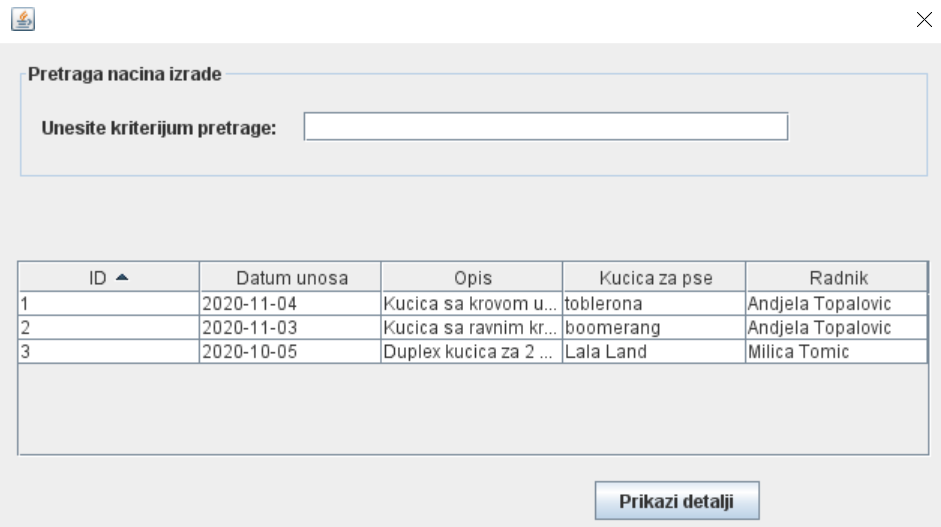 Pretraga nacina izrade
Unesite kriterijum pretrage:
ID Datum unosa Opis Kucica za pse Radnik
1 2020-11-04 Kucica sa krovom u... toblerona Andjela Topalovic
2 2020-11-03 Kucica sa ravnim kr... boomerang Andjela Topalovic
3 2020-10-05 Duplex kucica za 2 ... Lala Land Milica Tomic
Prikazi detalji